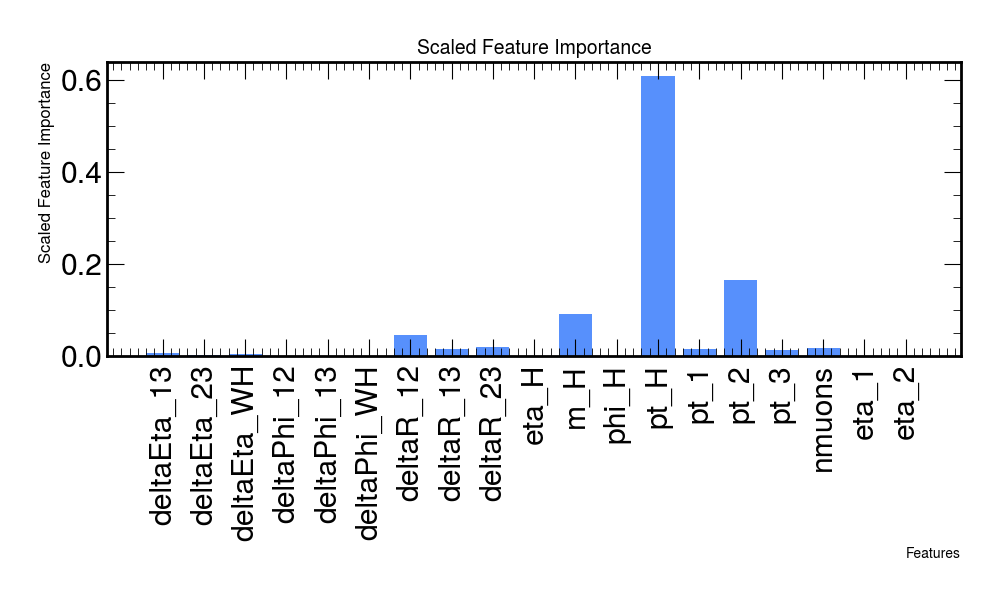 Scaled Feature Importance
Scaled Feature Importance
0.6
0.4
0.2
0.0
deltaEta_13
deltaEta_23
deltaEta_WH
deltaPhi_12
deltaPhi_13
deltaPhi_WH
deltaR_12
deltaR_13
deltaR_23
eta_H
m_H
phi_H
pt_H
pt_1
pt_2
pt_3
nmuons
eta_1
eta_2
Features